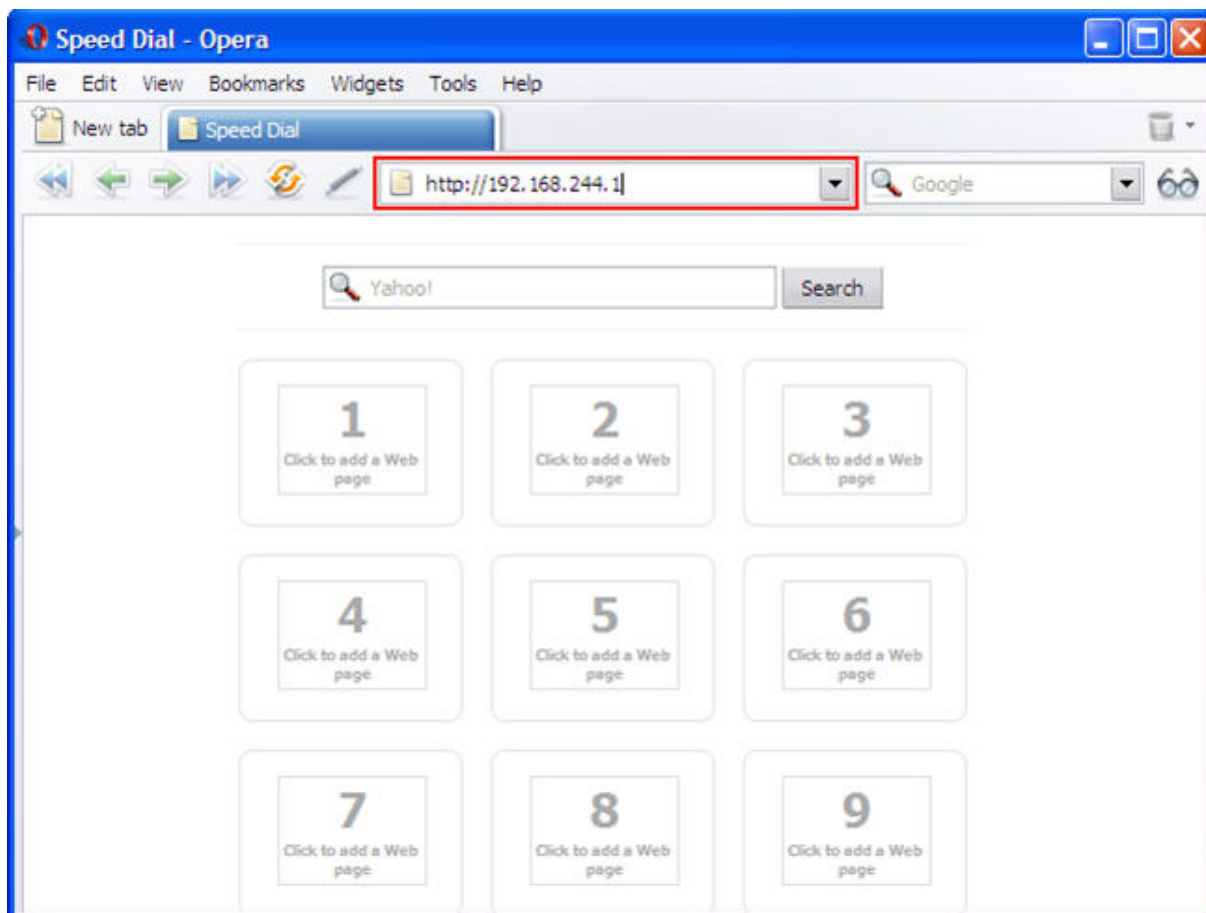 Speed Dial - Opera
File Edit View Bookmarks Widgets Tools Help
New tab Speed Dial
http://192.168.244.1 Google
Yahoo! Search
1 2 3
Click to add a Web Click to add a Web Click to add a Web
page page page
4 5 6
Click to add a Web Click to add a Web Click to add a Web
page page page
7 8 9
Click to add a Web Click to add a Web Click to add a Web
page page page